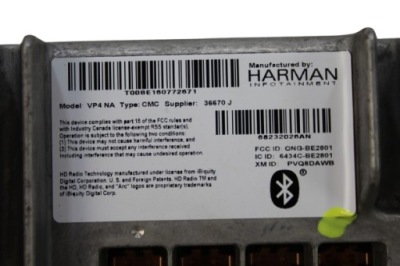 Manufactured by:
HARMAN
INFOTAINMENT
T00BE160772671
Model: VP4 NA Type: CMC Supplier: 36670 J
This device complies with part 15 of the FCC rules and
with Industry Canada license-exempt RSS standard(s).
Operation is subject to the following two conditions:
(1) This device may not cause harmful interference, and
(2) This device must accept any interference received
including interference that may cause undesired
operation.
68232026AN
FCC ID: QNG-BE2801
IC ID: 6434C-BE2801
XM ID: PVQ8DAWB
HD Radio Technology manufactured under license from iBiquity
Digital Corporation. U.S. and Foreign Patents. HD Radio TM and
the HD, HD Radio, and "Arc" logos are proprietary trademarks
of iBiquity Digital Corp.